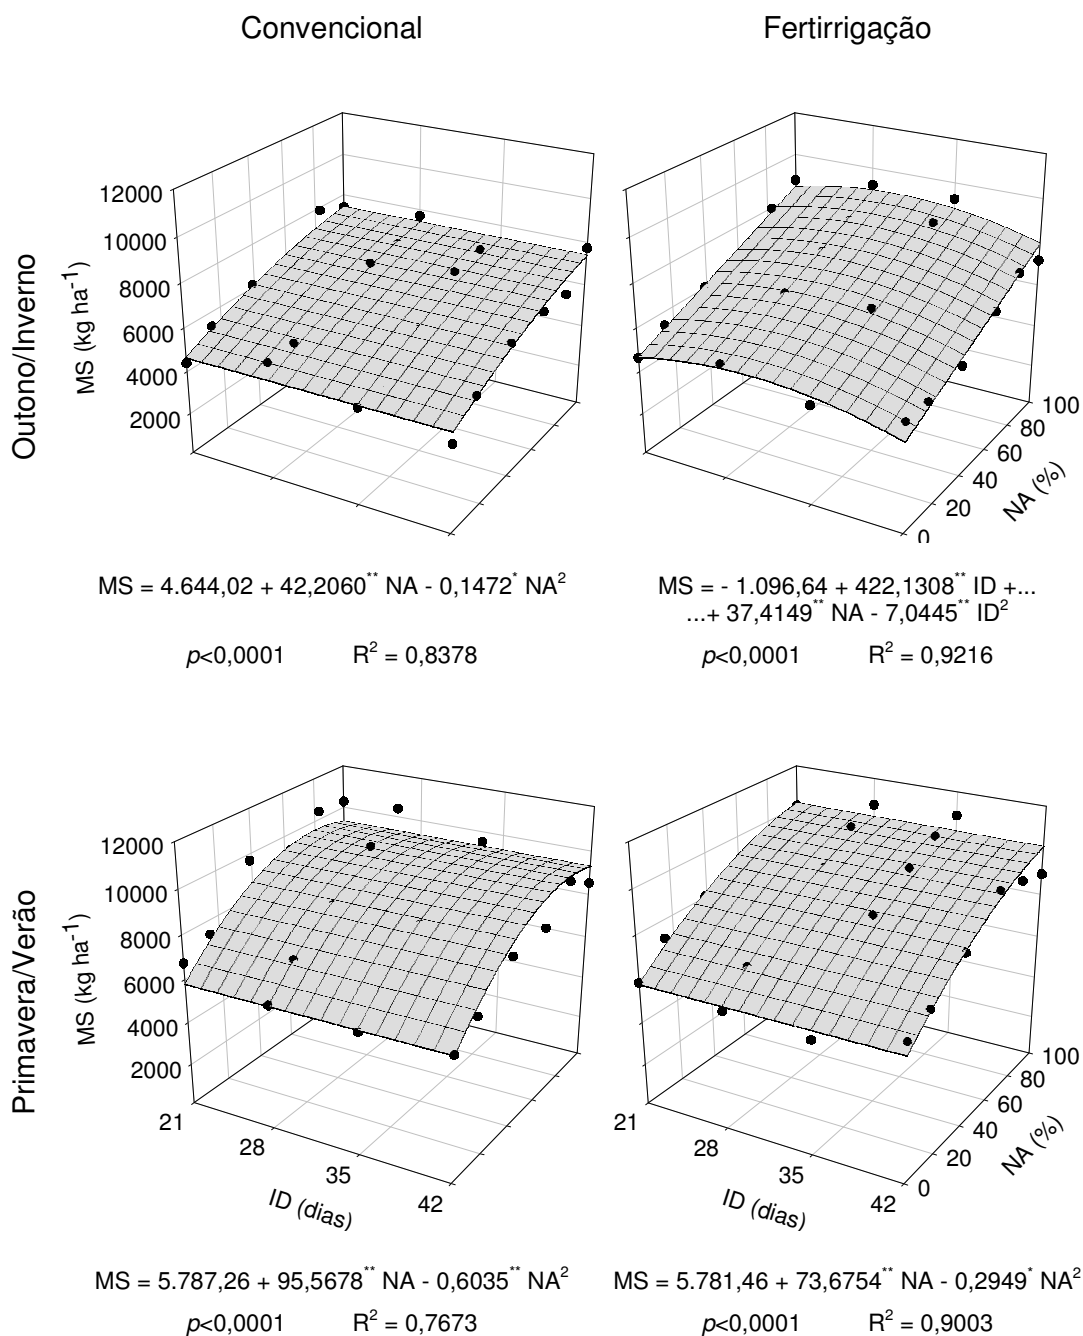 Convencional Fertirrigação
Outono/Inverno
MS (kg ha⁻¹)
12000
10000
8000
6000
4000
2000
100
80
60
40
20
0
NA (%)
MS = 4.644,02 + 42,2060** NA - 0,1472* NA²
p<0,0001 R² = 0,8378
MS = - 1.096,64 + 422,1308** ID +...
...+ 37,4149** NA - 7,0445** ID²
p<0,0001 R² = 0,9216
Primavera/Verão
MS (kg ha⁻¹)
12000
10000
8000
6000
4000
2000
21
28
35
42
ID (dias)
21
28
35
42
ID (dias)
100
80
60
40
20
0
NA (%)
MS = 5.787,26 + 95,5678** NA - 0,6035** NA²
p<0,0001 R² = 0,7673
MS = 5.781,46 + 73,6754** NA - 0,2949* NA²
p<0,0001 R² = 0,9003